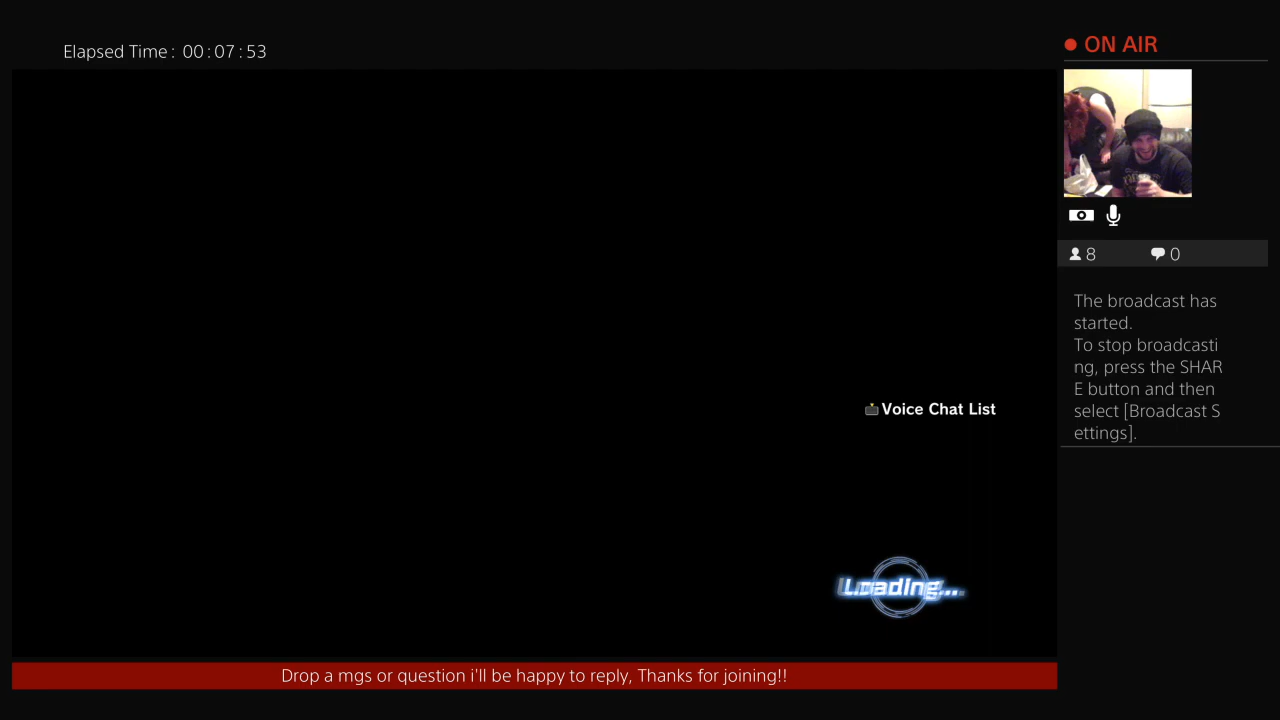 Elapsed Time: 00:07:53
ON AIR
8
0
The broadcast has
started.
To stop broadcasti
ng, press the SHAR
E button and then
select [Broadcast S
ettings].
Voice Chat List
Loading...
Drop a mgs or question i'll be happy to reply, Thanks for joining!!